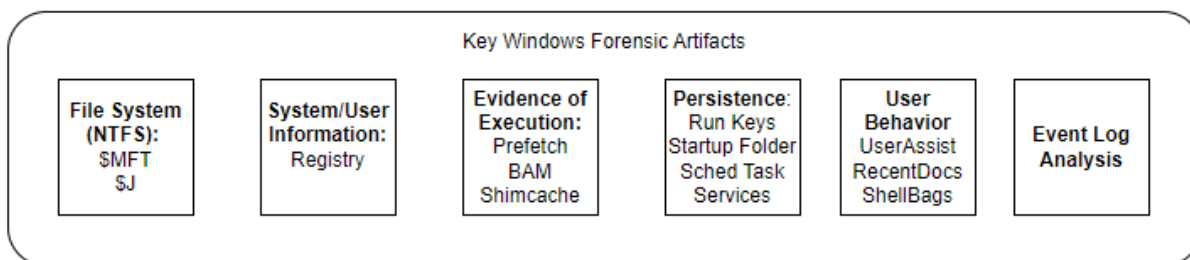 Key Windows Forensic Artifacts
File System
(NTFS):
$MFT
$J
System/User
Information:
Registry
Evidence of
Execution:
Prefetch
BAM
Shimcache
Persistence:
Run Keys
Startup Folder
Sched Task
Services
User
Behavior
UserAssist
RecentDocs
ShellBags
Event Log
Analysis